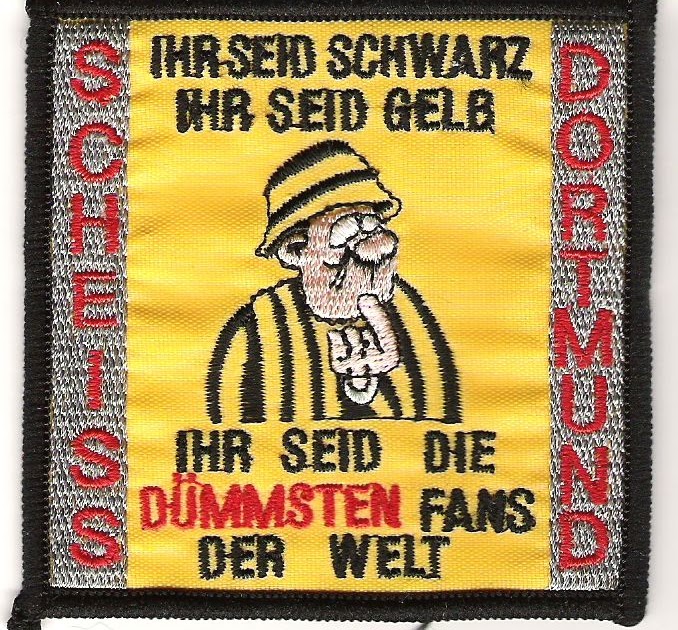 SCHEISS
IHR SEID SCHWARZ
IHR SEID GELB
IHR SEID DIE
DÜMMSTEN FANS
DER WELT
DORTMUND